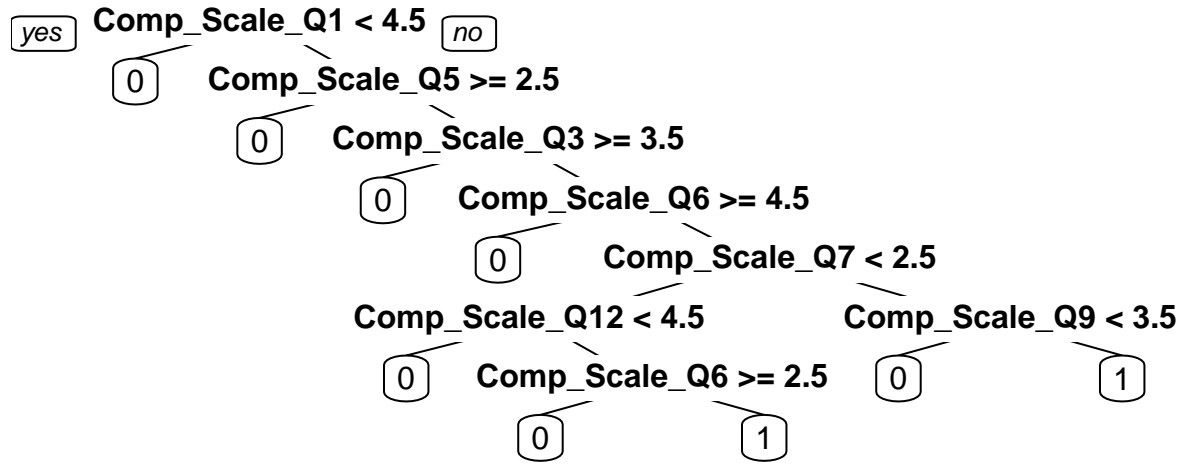 yes Comp_Scale_Q1 < 4.5 no
0 Comp_Scale_Q5 >= 2.5
0 Comp_Scale_Q3 >= 3.5
0 Comp_Scale_Q6 >= 4.5
0 Comp_Scale_Q7 < 2.5
Comp_Scale_Q12 < 4.5 Comp_Scale_Q9 < 3.5
0 Comp_Scale_Q6 >= 2.5 0 1
0 1